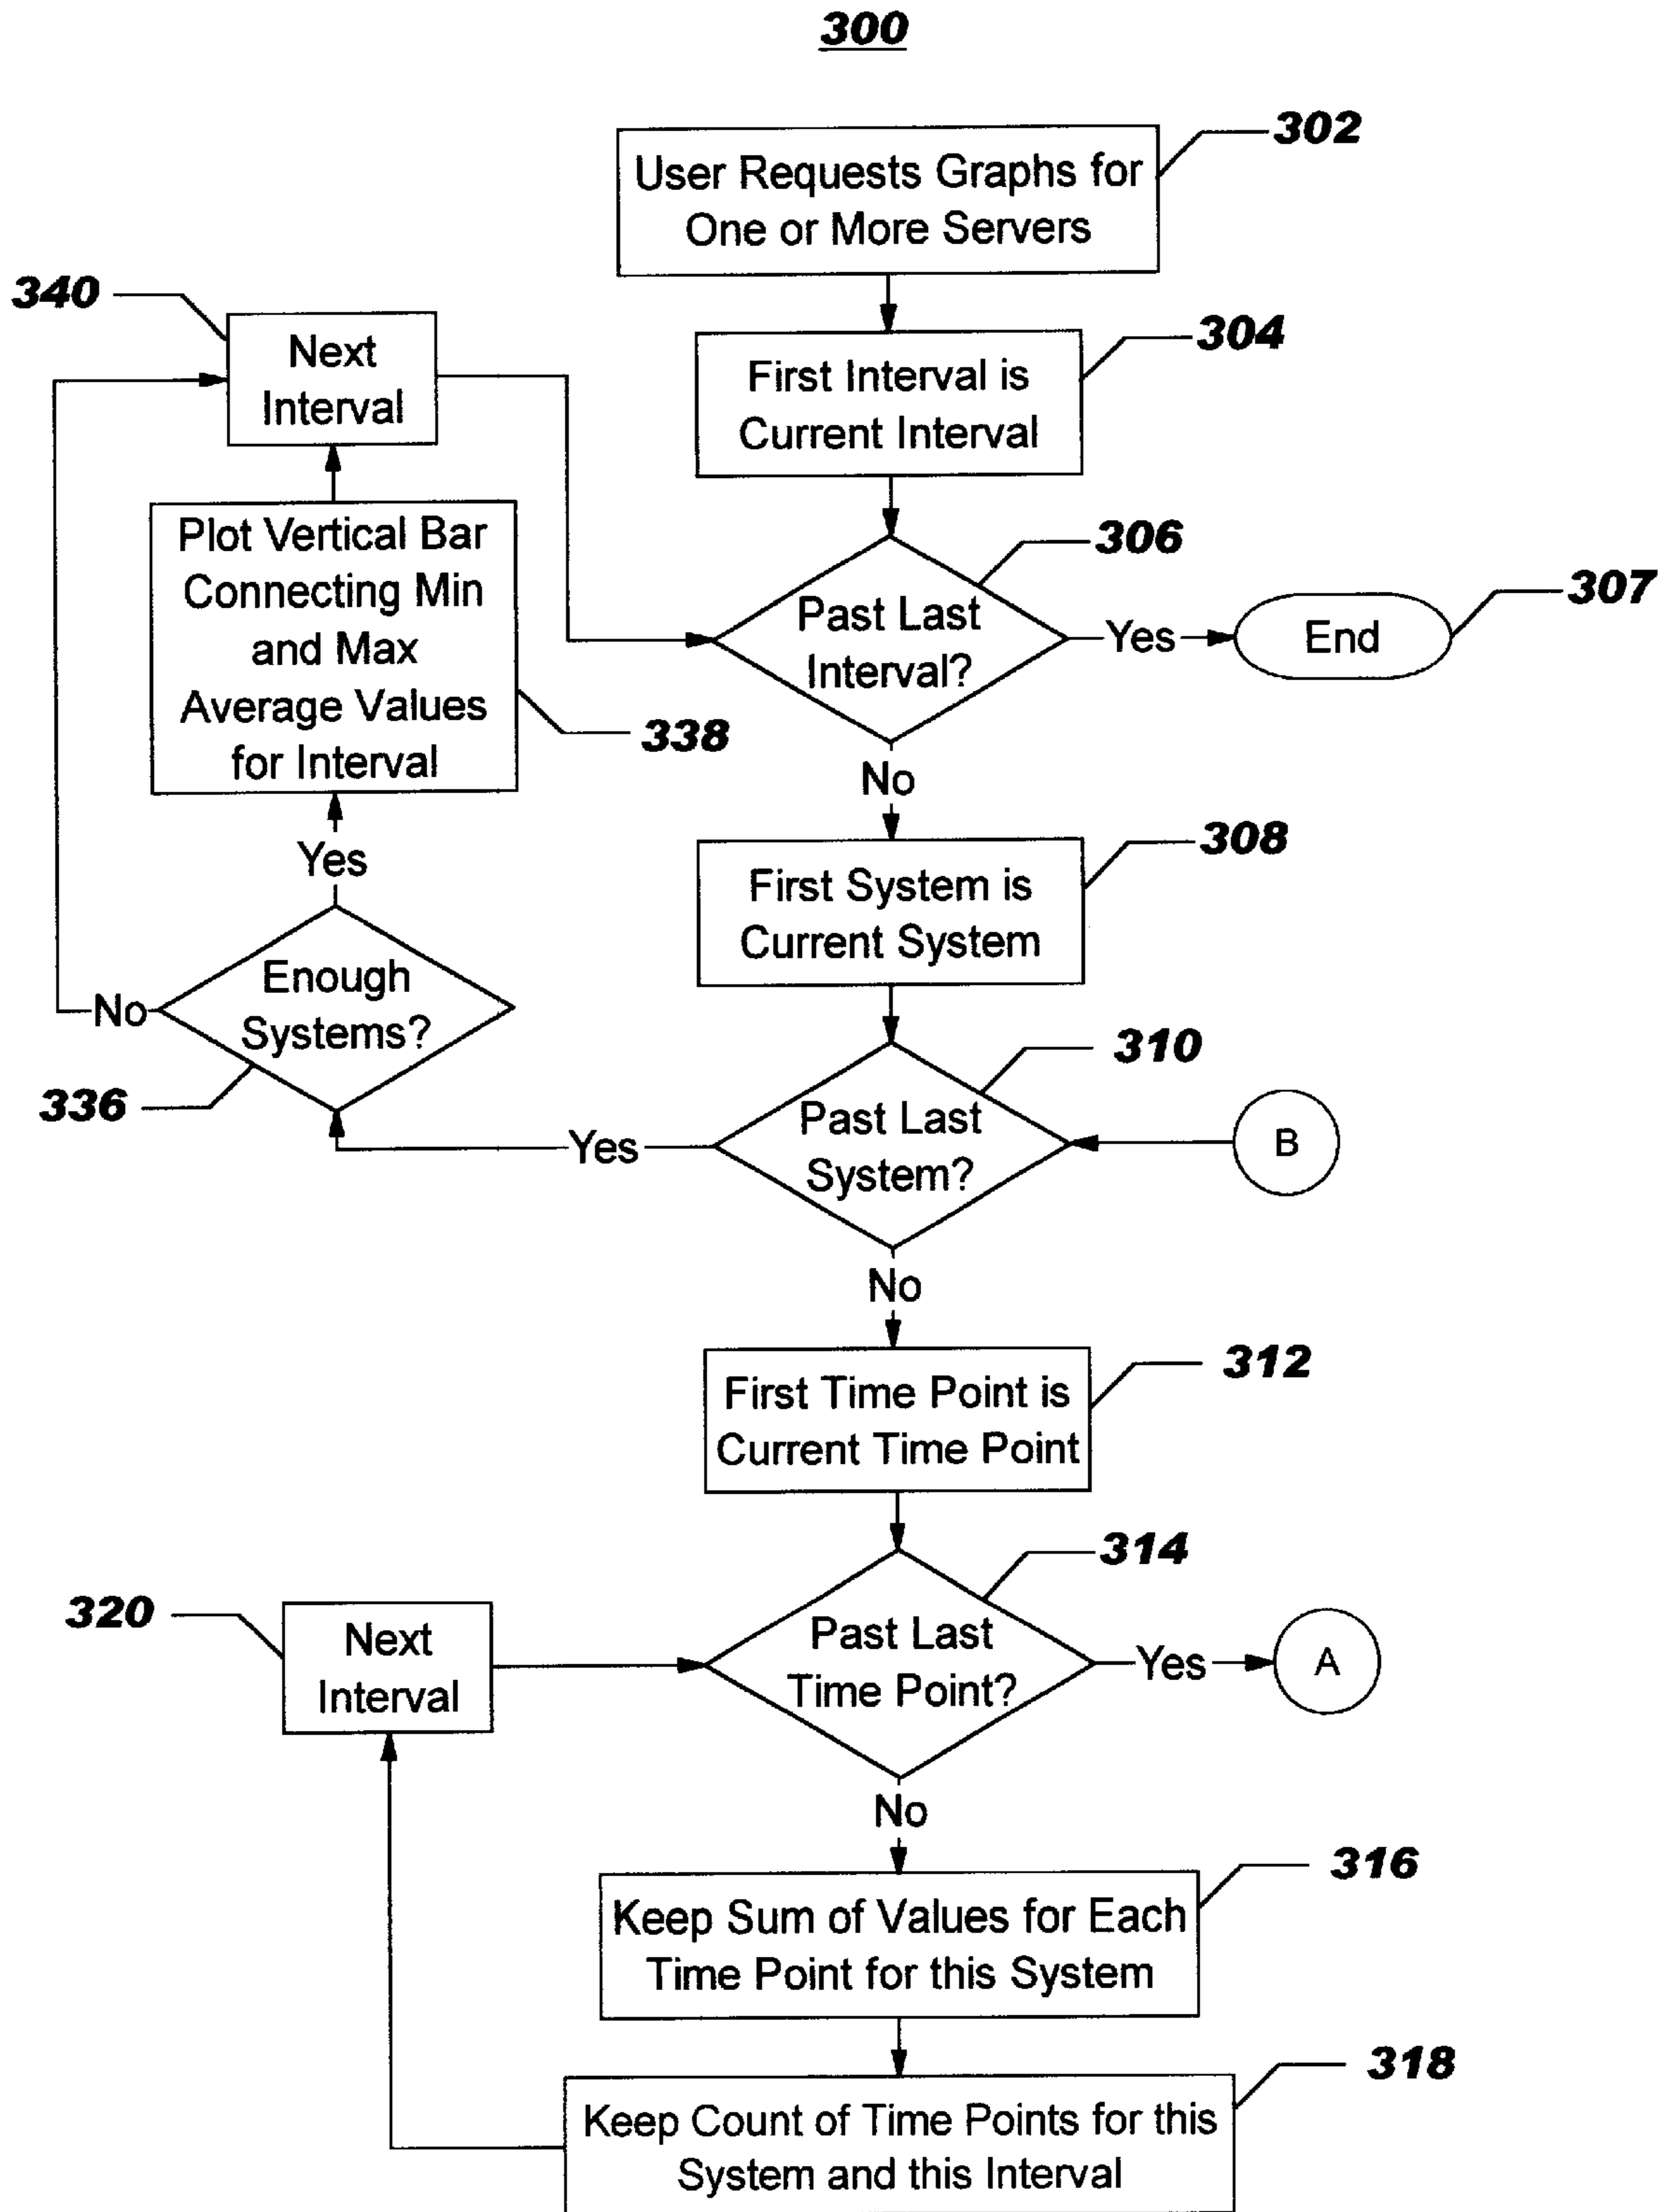 300
302
User Requests Graphs for
One or More Servers
340
Next
Interval
304
First Interval is
Current Interval
Plot Vertical Bar
Connecting Min
and Max
Average Values
for Interval
338
306
Past Last
Interval?
Yes
End
307
No
Yes
308
First System is
Current System
Enough
Systems?
No
336
310
Past Last
System?
Yes
B
No
312
First Time Point is
Current Time Point
314
320
Next
Interval
Past Last
Time Point?
Yes
A
No
316
Keep Sum of Values for Each
Time Point for this System
318
Keep Count of Time Points for this
System and this Interval